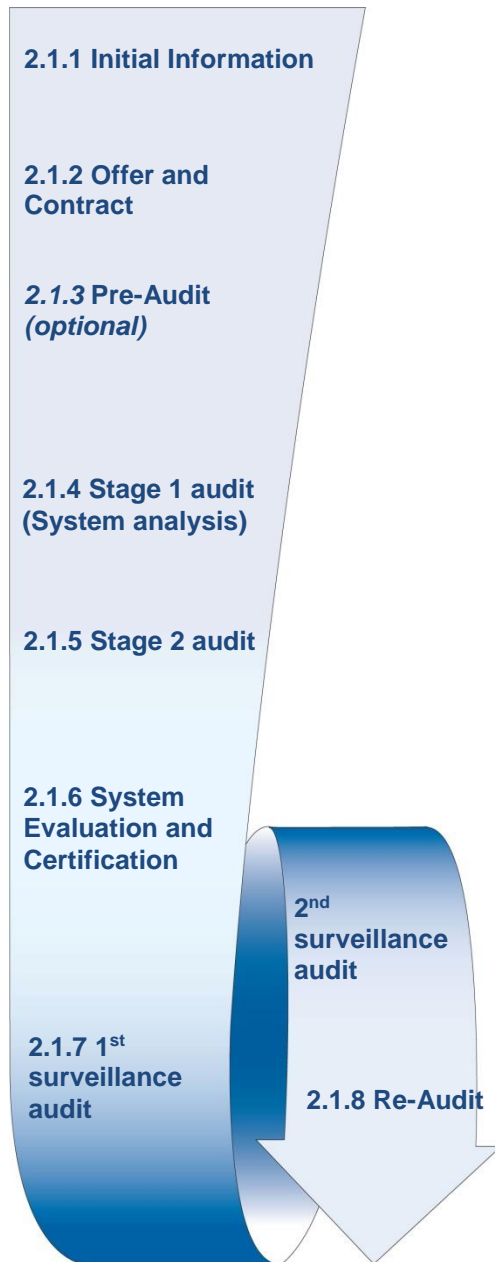 2.1.1 Initial Information
2.1.2 Offer and
Contract
2.1.3 Pre-Audit
(optional)
2.1.4 Stage 1 audit
(System analysis)
2.1.5 Stage 2 audit
2.1.6 System
Evaluation and
Certification
2.1.7 1st
surveillance
audit
2nd
surveillance
audit
2.1.8 Re-Audit